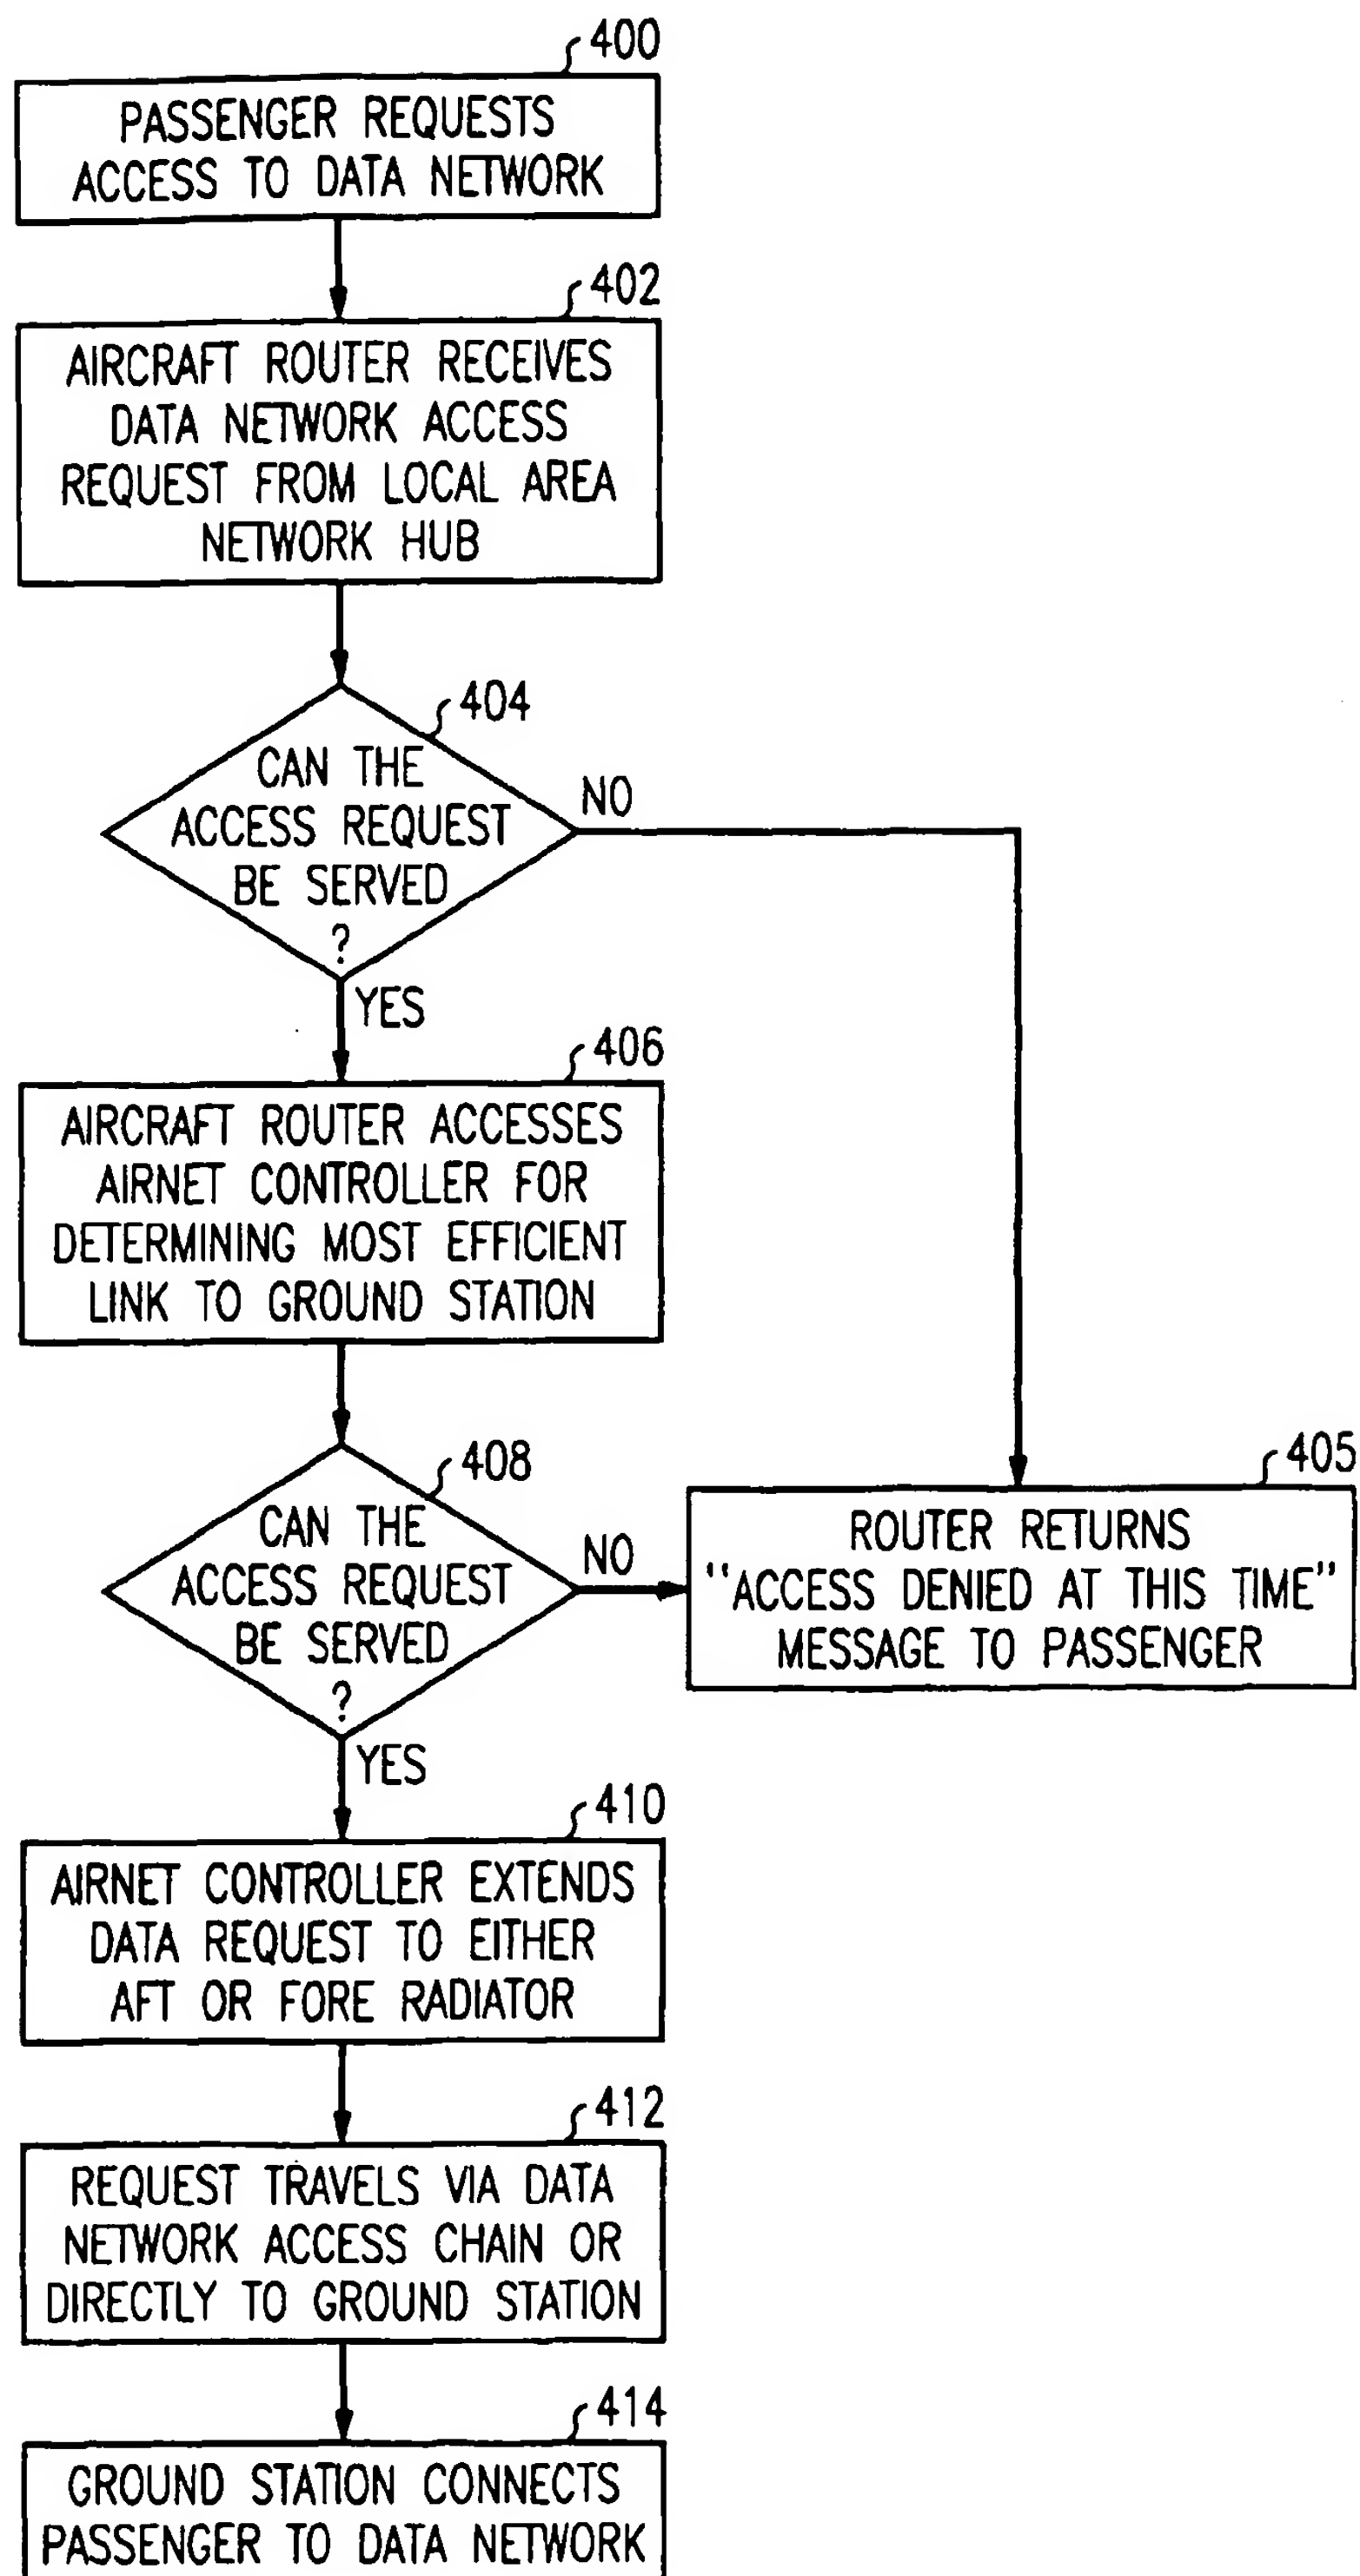 400
PASSENGER REQUESTS
ACCESS TO DATA NETWORK
402
AIRCRAFT ROUTER RECEIVES
DATA NETWORK ACCESS
REQUEST FROM LOCAL AREA
NETWORK HUB
404
CAN THE
ACCESS REQUEST
BE SERVED
?
NO
YES
406
AIRCRAFT ROUTER ACCESSES
AIRNET CONTROLLER FOR
DETERMINING MOST EFFICIENT
LINK TO GROUND STATION
408
CAN THE
ACCESS REQUEST
BE SERVED
?
NO
YES
405
ROUTER RETURNS
"ACCESS DENIED AT THIS TIME"
MESSAGE TO PASSENGER
410
AIRNET CONTROLLER EXTENDS
DATA REQUEST TO EITHER
AFT OR FORE RADIATOR
412
REQUEST TRAVELS VIA DATA
NETWORK ACCESS CHAIN OR
DIRECTLY TO GROUND STATION
414
GROUND STATION CONNECTS
PASSENGER TO DATA NETWORK